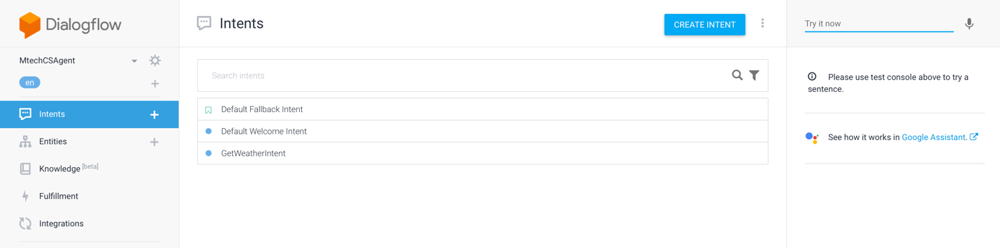 Dialogflow
MtechCSAgent
en
Intents
Entities
Knowledge [beta]
Fulfillment
Integrations
Intents
CREATE INTENT
Search intents
Default Fallback Intent
Default Welcome Intent
GetWeatherIntent
Try it now
Please use test console above to try a
sentence.
See how it works in Google Assistant.